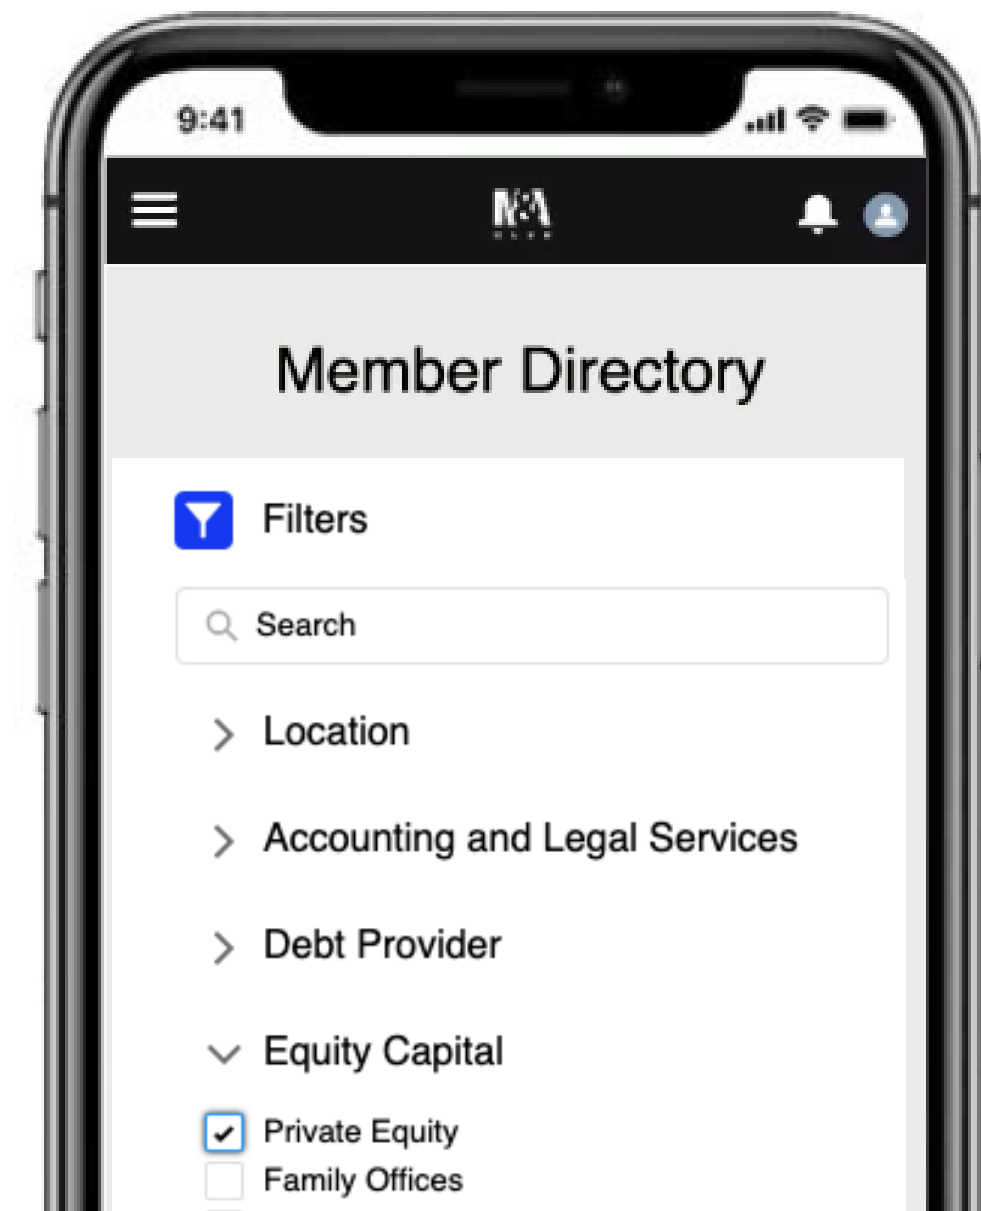 9:41
M&A
CLUB
Member Directory
Filters
Search
Location
Accounting and Legal Services
Debt Provider
Equity Capital
Private Equity
Family Offices